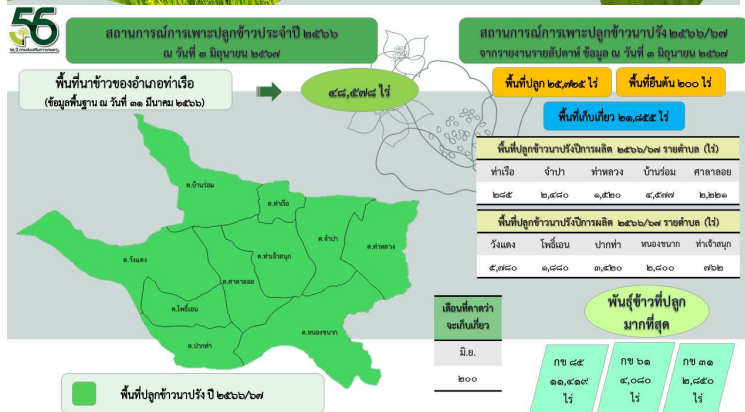 56
๕๖ ปี กรมส่งเสริมการเกษตร
สถานการณ์การเพาะปลูกข้าวประจำปี ๒๕๖๖
ณ วันที่ ๓ มิถุนายน ๒๕๖๗
พื้นที่นาข้าวของอำเภอท่าเรือ
(ข้อมูลพื้นฐาน ณ วันที่ ๓๑ มีนาคม ๒๕๖๖)
๔๘,๕๗๘ ไร่
ต.บ้านร่อม
ต.ท่าเรือ
ต.จำปา
ต.ท่าหลวง
ต.วังแดง
ต.ท่าเจ้าสนุก
ต.ศาลาลอย
ต.โพธิ์เอน
ต.หนองขนาก
ต.ปากท่า
พื้นที่ปลูกข้าวนาปรัง ปี ๒๕๖๖/๖๗
สถานการณ์การเพาะปลูกข้าวนาปรัง ๒๕๖๖/๖๗
จากรายงานรายสัปดาห์ ข้อมูล ณ วันที่ ๓ มิถุนายน ๒๕๖๗
พื้นที่ปลูก ๒๕,๗๒๕ ไร่ พื้นที่ยืนต้น ๒๐๐ ไร่
พื้นที่เก็บเกี่ยว ๒๑,๘๕๕ ไร่
พื้นที่ปลูกข้าวนาปรังปีการผลิต ๒๕๖๖/๖๗ รายตำบล (ไร่)
ท่าเรือ จำปา ท่าหลวง บ้านร่อม ศาลาลอย
๒๘๕ ๒,๔๘๐ ๑,๕๒๐ ๔,๕๗๗ ๒,๒๒๑
พื้นที่ปลูกข้าวนาปรังปีการผลิต ๒๕๖๖/๖๗ รายตำบล (ไร่)
วังแดง โพธิ์เอน ปากท่า หนองขนาก ท่าเจ้าสนุก
๕,๗๘๐ ๑,๘๘๐ ๓,๔๒๐ ๒,๘๐๐ ๗๖๒
เดือนที่คาดว่า
จะเก็บเกี่ยว
มิ.ย.
๒๐๐
พันธุ์ข้าวที่ปลูก
มากที่สุด
กข ๘๕
๑๑,๔๑๙
ไร่
กข ๖๑
๔,๐๘๐
ไร่
กข ๓๑
๒,๘๕๐
ไร่